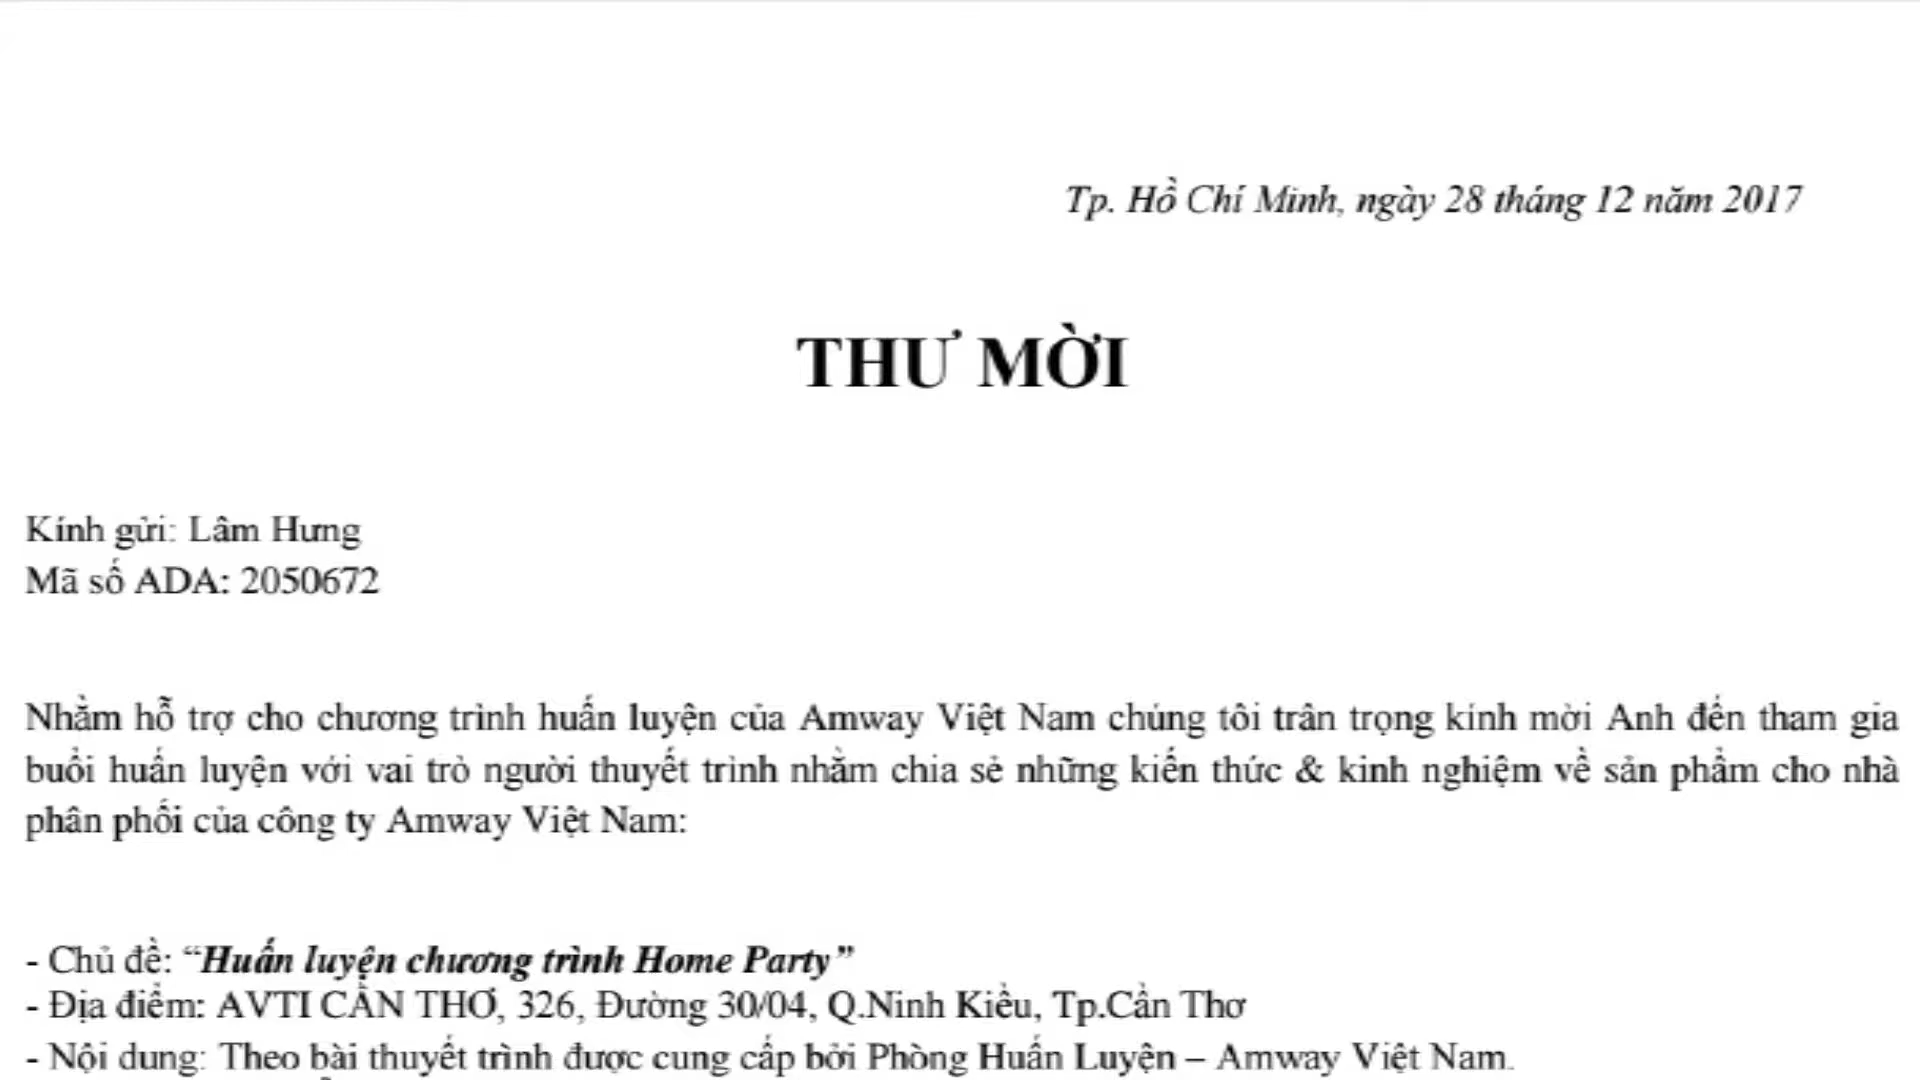 Tp. Hồ Chí Minh, ngày 28 tháng 12 năm 2017
THƯ MỜI
Kính gửi: Lâm Hưng
Mã số ADA: 2050672
Nhằm hỗ trợ cho chương trình huấn luyện của Amway Việt Nam chúng tôi trân trọng kính mời Anh đến tham gia
buổi huấn luyện với vai trò người thuyết trình nhằm chia sẻ những kiến thức & kinh nghiệm về sản phẩm cho nhà
phân phối của công ty Amway Việt Nam:
- Chủ đề: “Huấn luyện chương trình Home Party”
- Địa điểm: AVTI CẦN THƠ, 326, Đường 30/04, Q.Ninh Kiều, Tp.Cần Thơ
- Nội dung: Theo bài thuyết trình được cung cấp bởi Phòng Huấn Luyện – Amway Việt Nam.